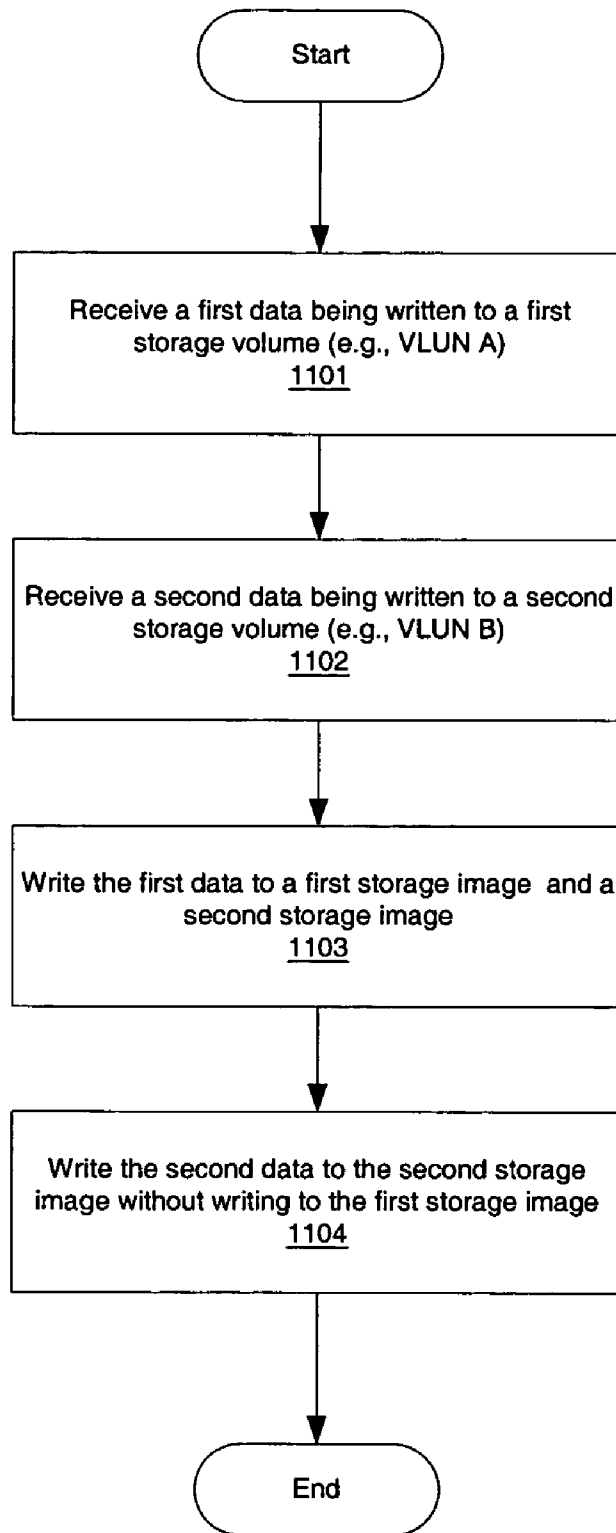 Start
Receive a first data being written to a first
storage volume (e.g., VLUN A)
1101
Receive a second data being written to a second
storage volume (e.g., VLUN B)
1102
Write the first data to a first storage image and a
second storage image
1103
Write the second data to the second storage
image without writing to the first storage image
1104
End